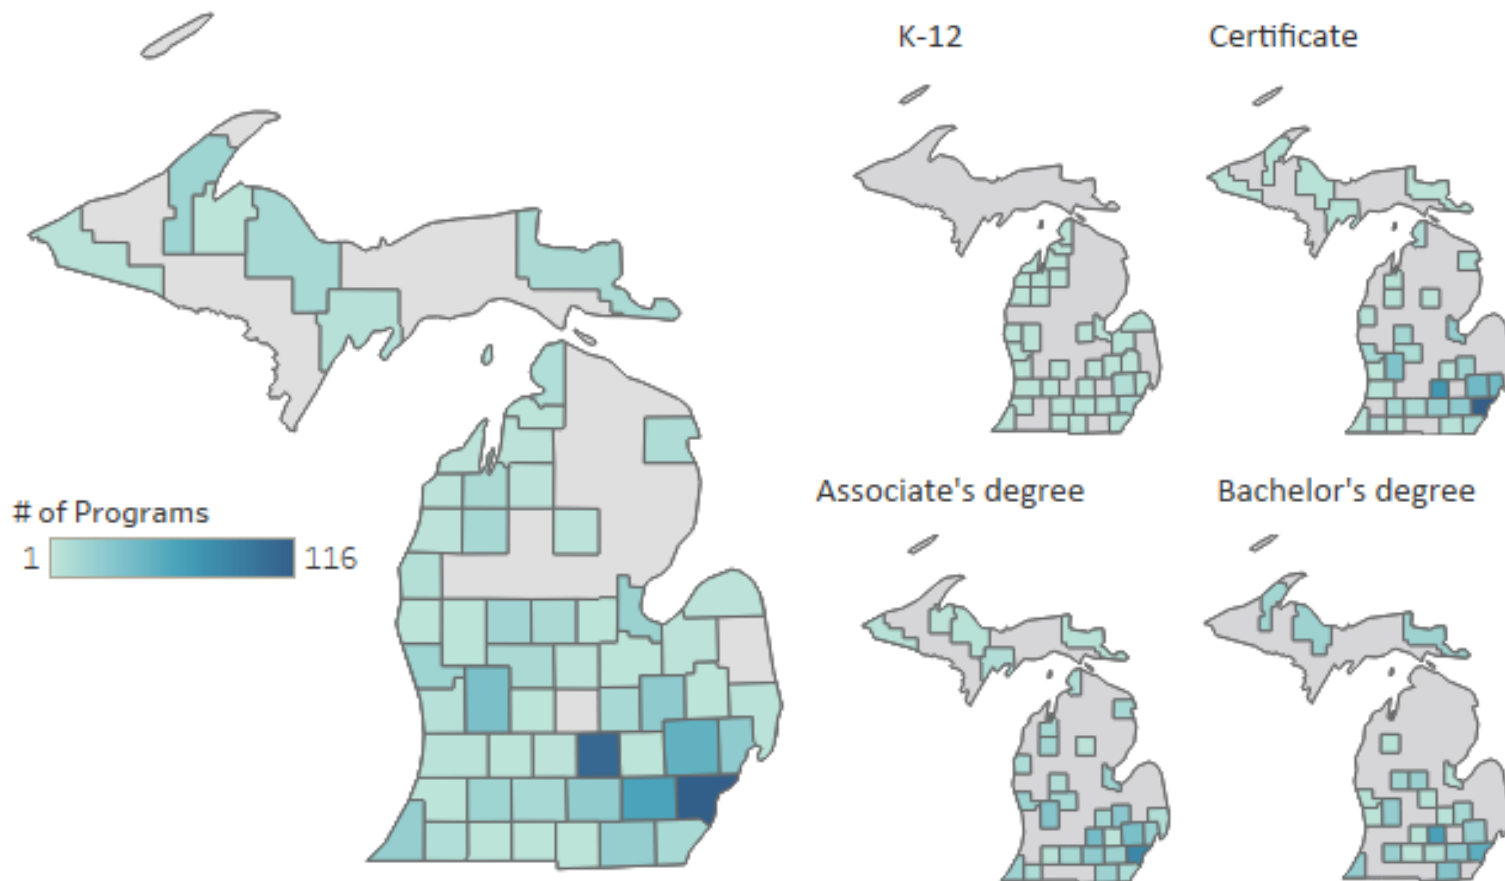 K-12
Certificate
# of Programs
1
116
Associate's degree
Bachelor's degree